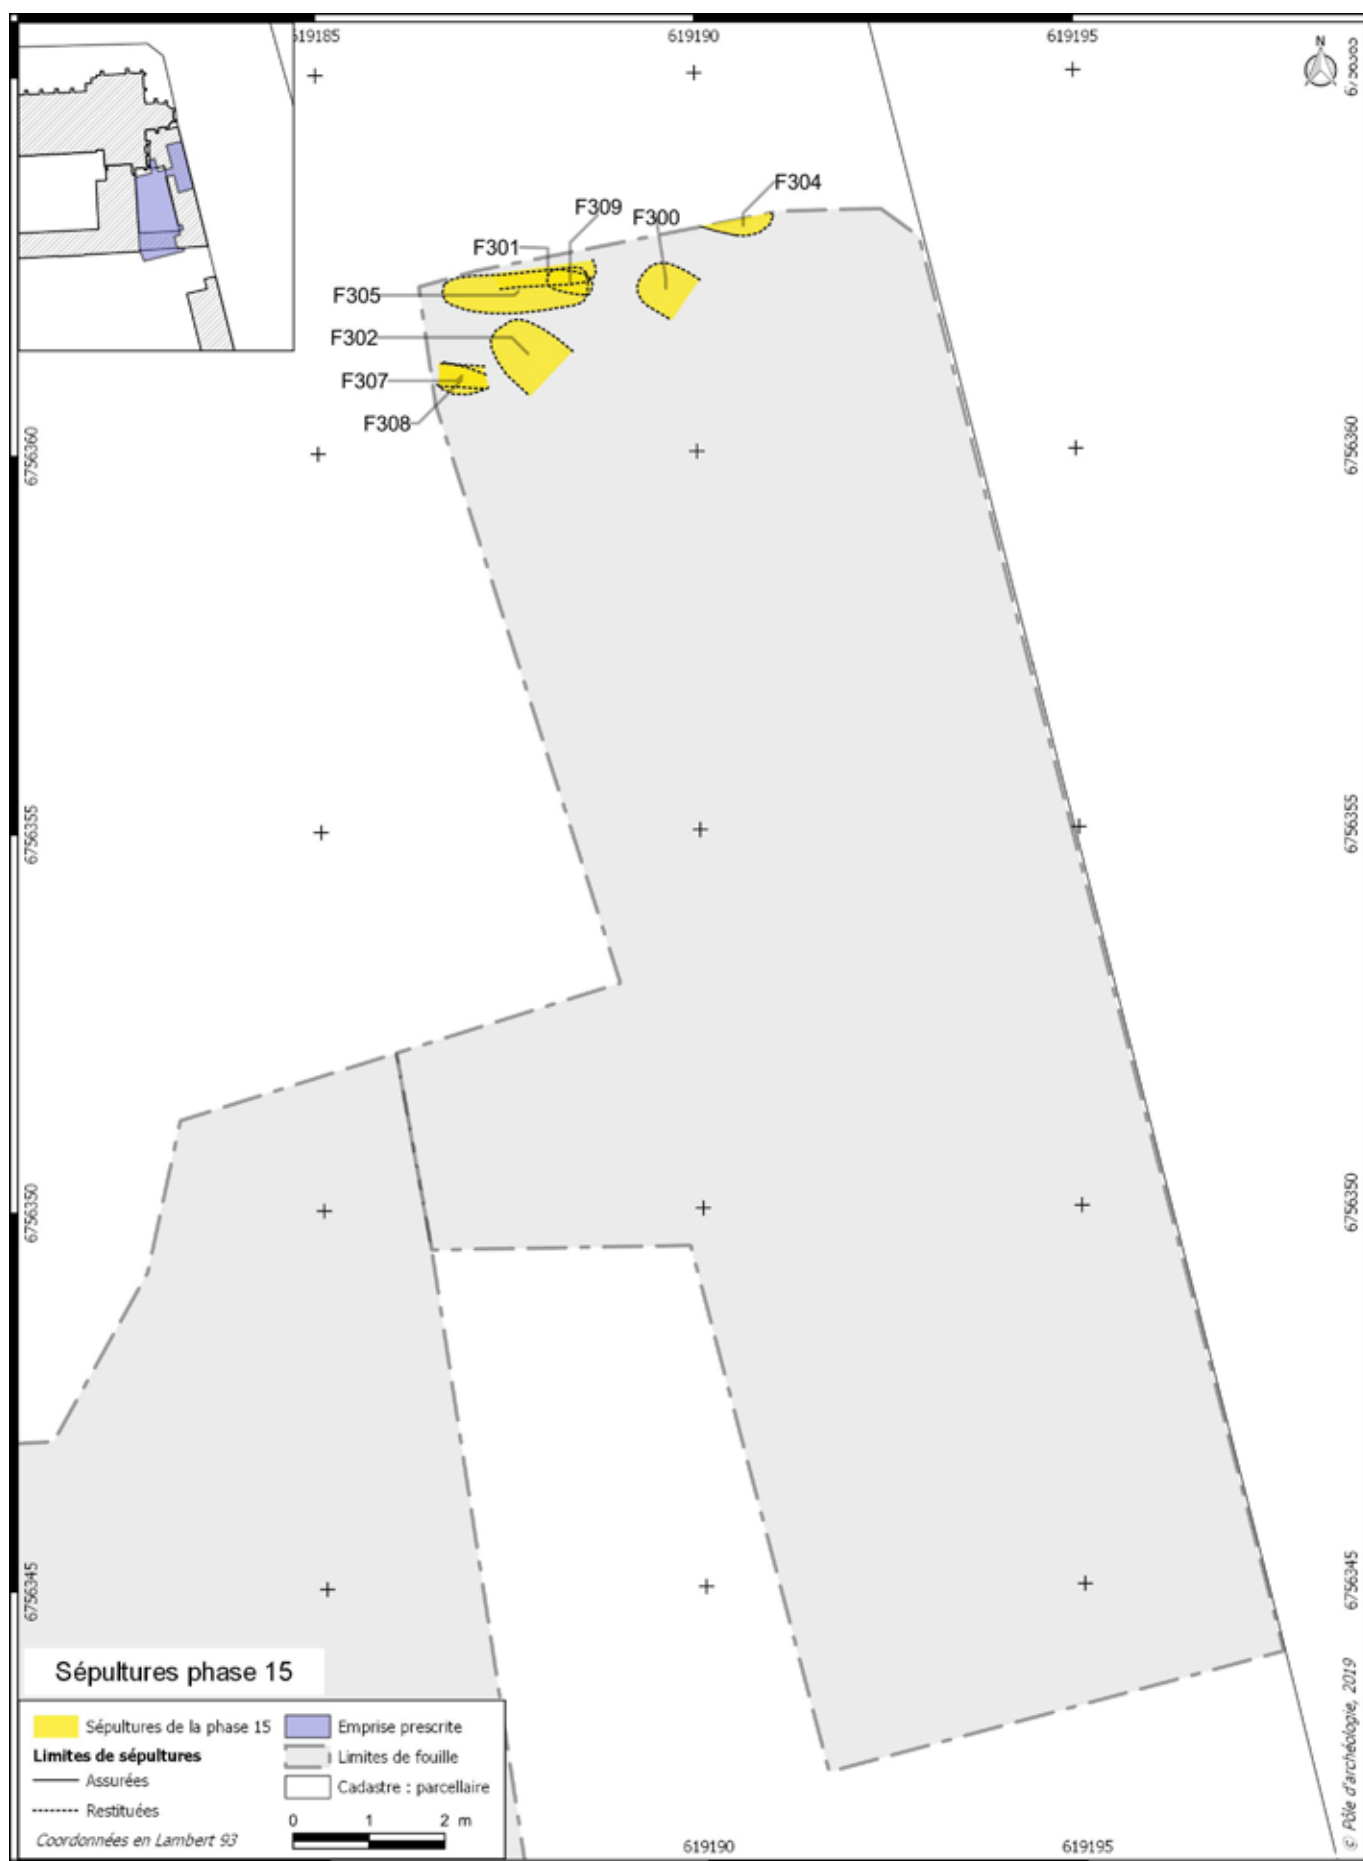 619185
619190
619195
N
F304
F309
F300
F301
F305
F302
F307
F308
6756360
6756360
6756355
6756355
6756350
6756350
6756345
6756345
Sépultures phase 15
Sépultures de la phase 15
Emprise prescrite
Limites de sépultures
Limites de fouille
Assurées
Cadastre : parcellaire
Restituées
0 1 2 m
Coordonnées en Lambert 93
619190
619195
© Pôle d'archéologie, 2019